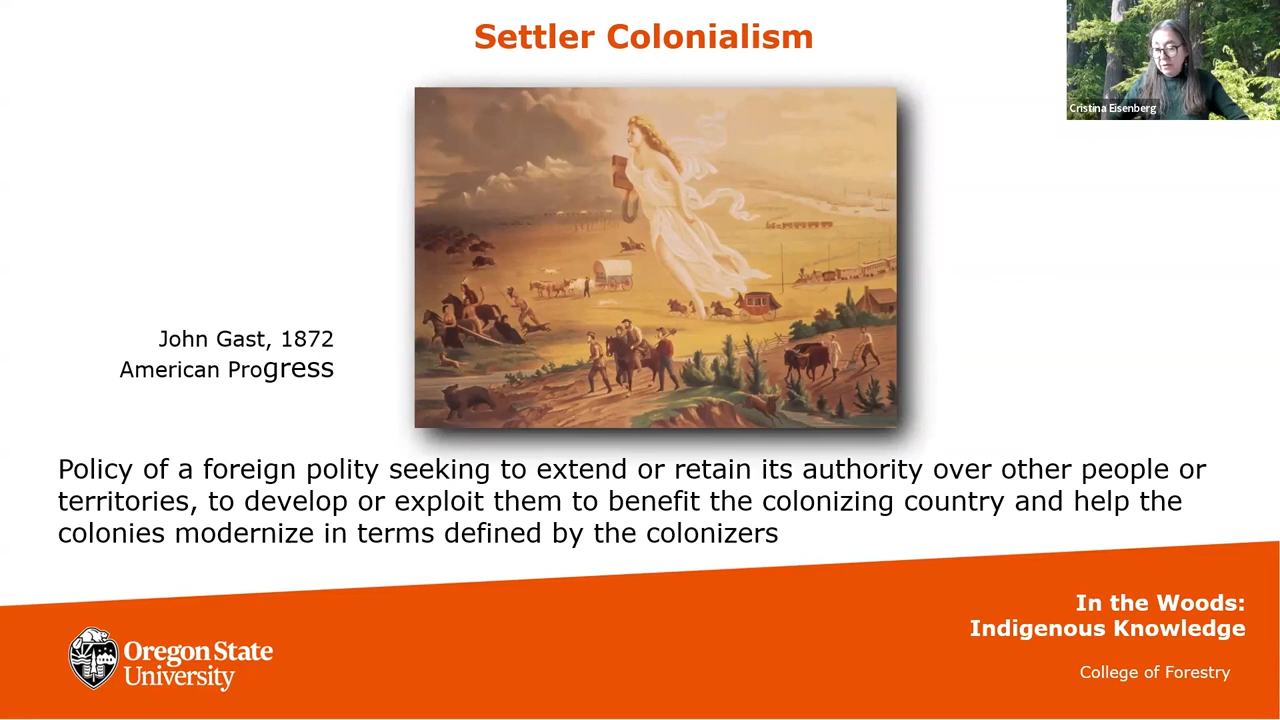 Settler Colonialism
Cristina Eisenberg
John Gast, 1872
American Progress
Policy of a foreign polity seeking to extend or retain its authority over other people or
territories, to develop or exploit them to benefit the colonizing country and help the
colonies modernize in terms defined by the colonizers
In the Woods:
Indigenous Knowledge
College of Forestry
Oregon State
University